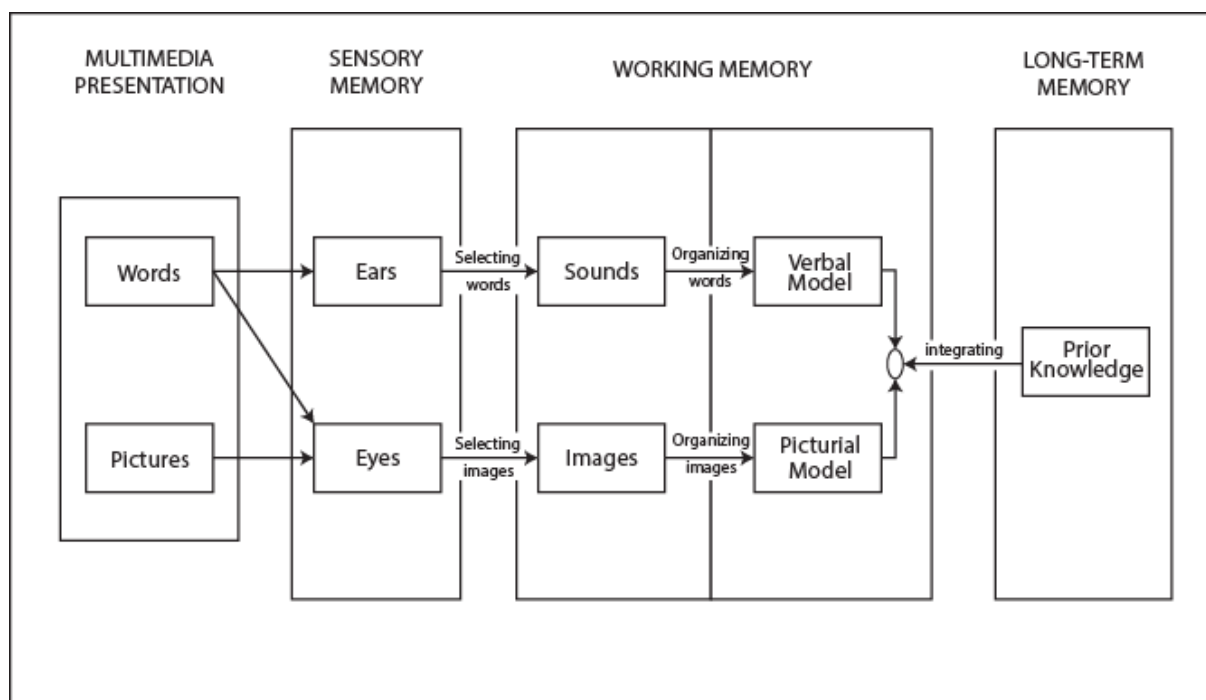 MULTIMEDIA
PRESENTATION
SENSORY
MEMORY
WORKING MEMORY
LONG-TERM
MEMORY
Words
Ears
Selecting
words
Sounds
Organizing
words
Verbal
Model
integrating
Prior
Knowledge
Pictures
Eyes
Selecting
images
Images
Organizing
images
Picturial
Model